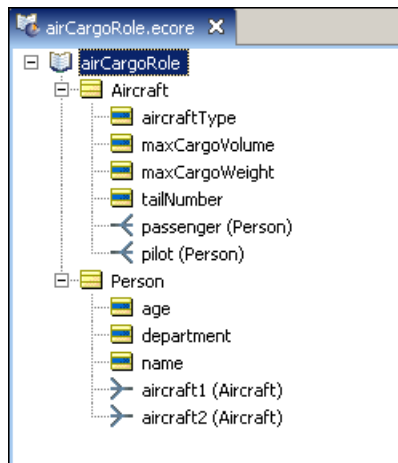 airCargoRole.ecore
airCargoRole
Aircraft
aircraftType
maxCargoVolume
maxCargoWeight
tailNumber
passenger (Person)
pilot (Person)
Person
age
department
name
aircraft1 (Aircraft)
aircraft2 (Aircraft)